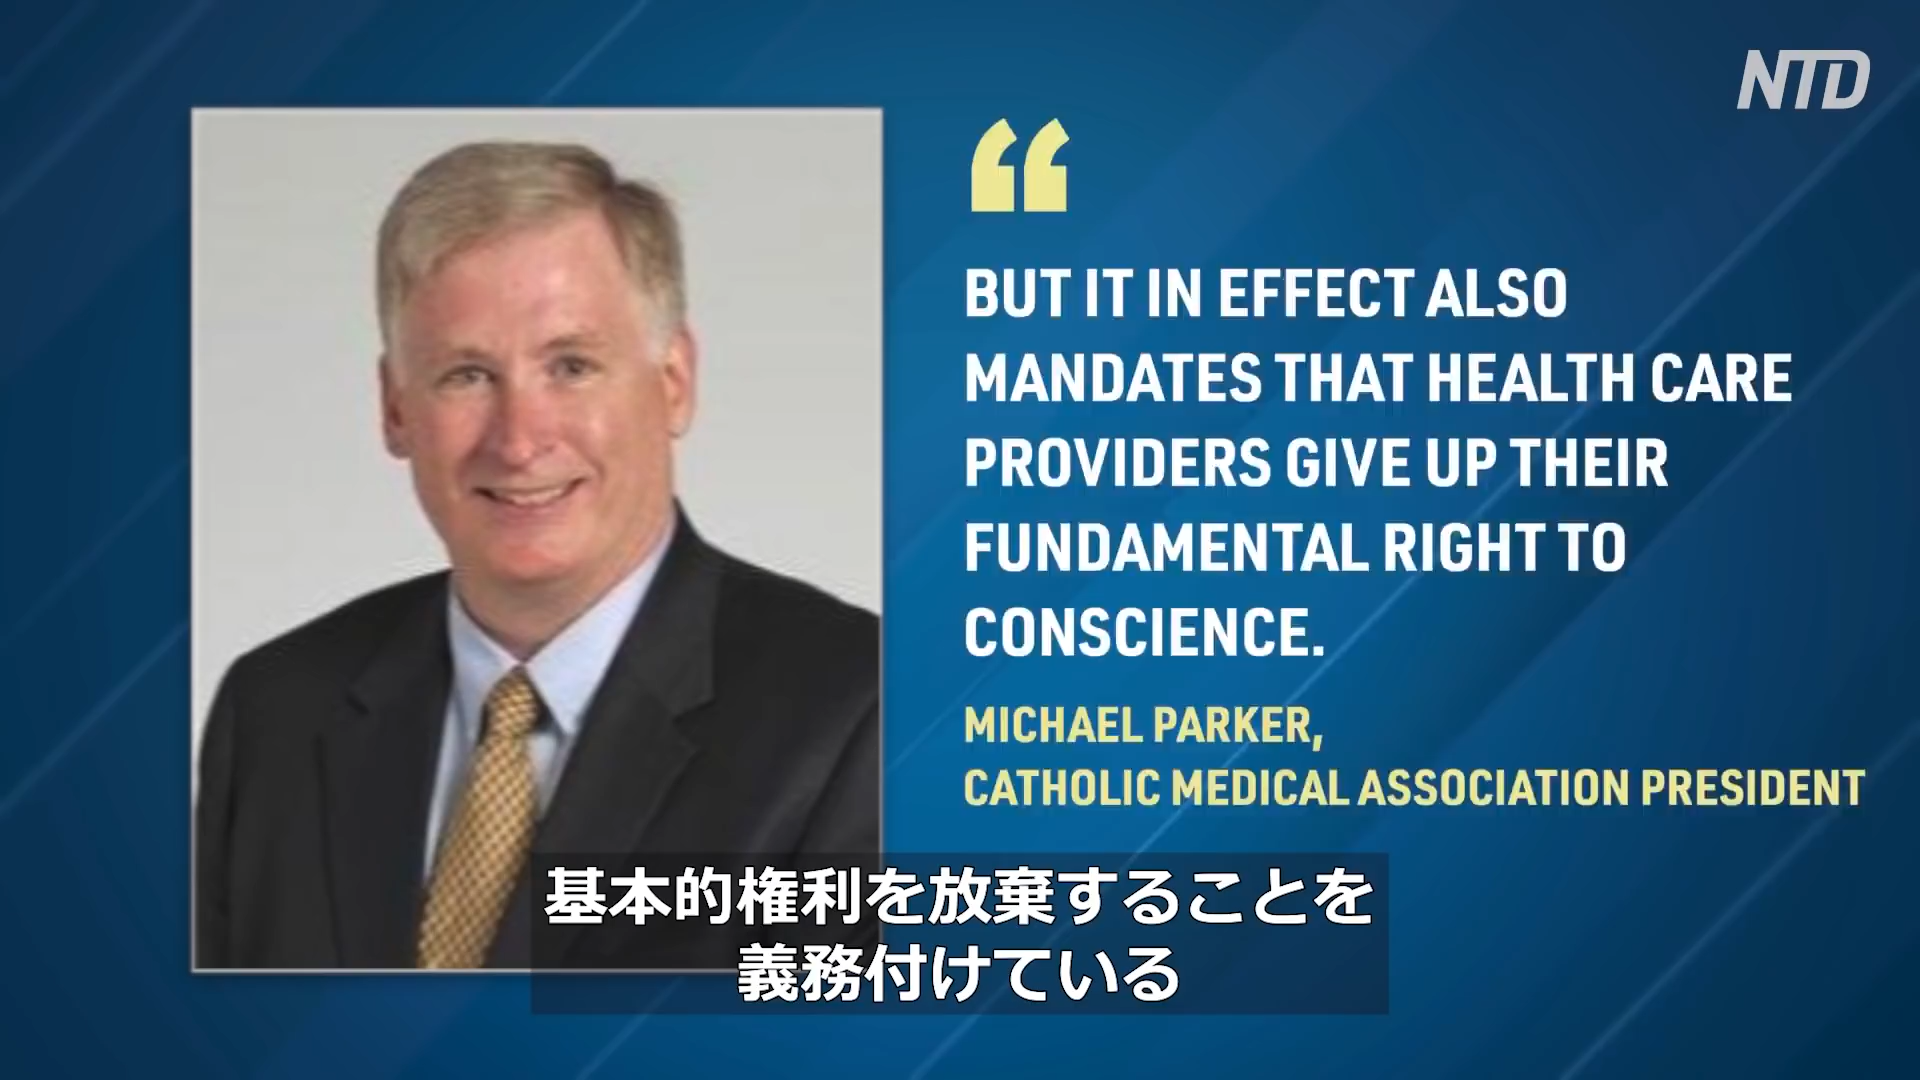 NTD
“
BUT IT IN EFFECT ALSO
MANDATES THAT HEALTH CARE
PROVIDERS GIVE UP THEIR
FUNDAMENTAL RIGHT TO
CONSCIENCE.
MICHAEL PARKER,
CATHOLIC MEDICAL ASSOCIATION PRESIDENT
基本的権利を放棄することを
義務付けている